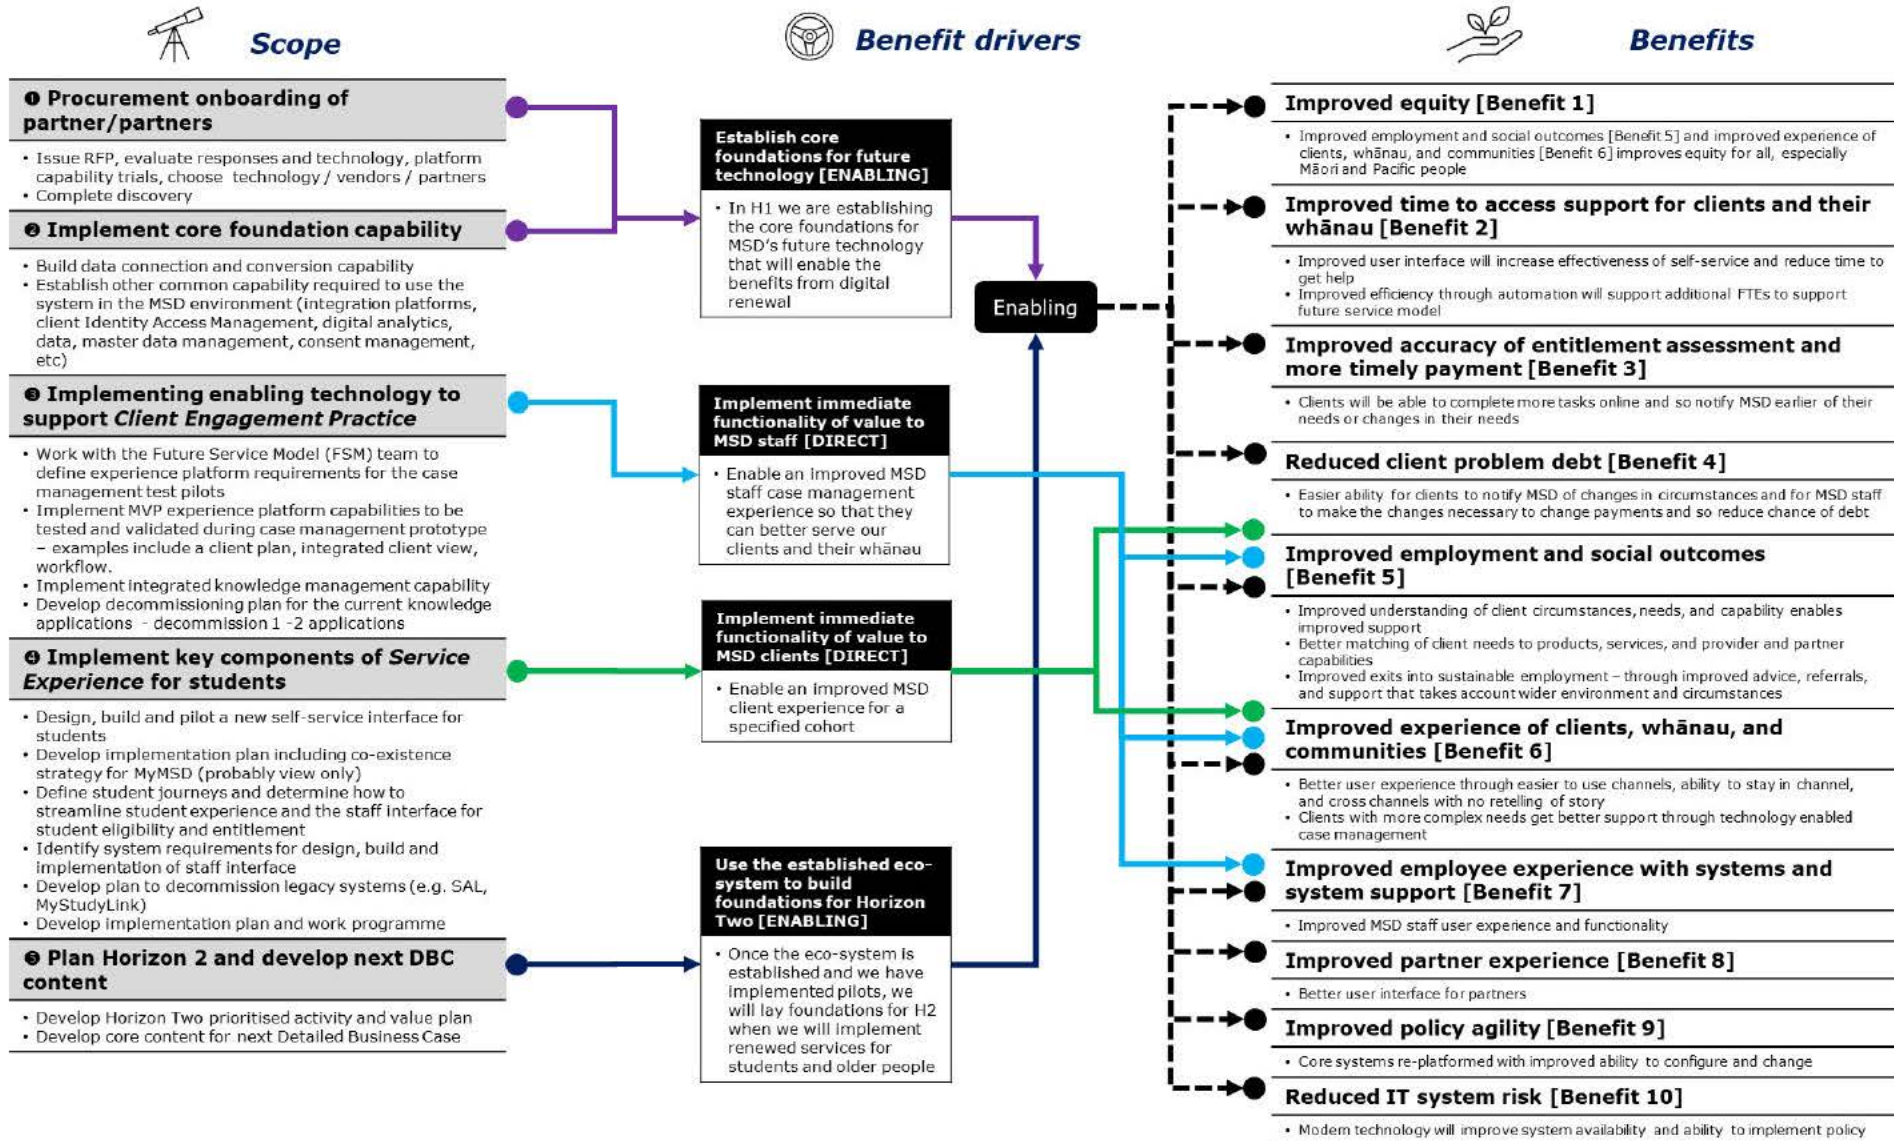 Scope
❶ Procurement onboarding of
partner/partners
• Issue RFP, evaluate responses and technology, platform
capability trials, choose technology / vendors / partners
• Complete discovery
❷ Implement core foundation capability
• Build data connection and conversion capability
• Establish other common capability required to use the
system in the MSD environment (integration platforms,
client Identity Access Management, digital analytics,
data, master data management, consent management,
etc)
❸ Implementing enabling technology to
support Client Engagement Practice
• Work with the Future Service Model (FSM) team to
define experience platform requirements for the case
management test pilots
• Implement MVP experience platform capabilities to be
tested and validated during case management prototype
– examples include a client plan, integrated client view,
workflow.
• Implement integrated knowledge management capability
• Develop decommissioning plan for the current knowledge
applications - decommission 1 -2 applications
❹ Implement key components of Service
Experience for students
• Design, build and pilot a new self-service interface for
students
• Develop implementation plan including co-existence
strategy for MyMSD (probably view only)
• Define student journeys and determine how to
streamline student experience and the staff interface for
student eligibility and entitlement
• Identify system requirements for design, build and
implementation of staff interface
• Develop plan to decommission legacy systems (e.g. SAL,
MyStudyLink)
• Develop implementation plan and work programme
❺ Plan Horizon 2 and develop next DBC
content
• Develop Horizon Two prioritised activity and value plan
• Develop core content for next Detailed Business Case
Benefit drivers
Establish core
foundations for future
technology [ENABLING]
• In H1 we are establishing
the core foundations for
MSD's future technology
that will enable the
benefits from digital
renewal
Implement immediate
functionality of value to
MSD staff [DIRECT]
• Enable an improved MSD
staff case management
experience so that they
can better serve our
clients and their whānau
Implement immediate
functionality of value to
MSD clients [DIRECT]
• Enable an improved MSD
client experience for a
specified cohort
Use the established eco-
system to build
foundations for Horizon
Two [ENABLING]
• Once the eco-system is
established and we have
implemented pilots, we
will lay foundations for H2
when we will implement
renewed services for
students and older people
Enabling
Benefits
Improved equity [Benefit 1]
• Improved employment and social outcomes [Benefit 5] and improved experience of
clients, whānau, and communities [Benefit 6] improves equity for all, especially
Māori and Pacific people
Improved time to access support for clients and their
whānau [Benefit 2]
• Improved user interface will increase effectiveness of self-service and reduce time to
get help
• Improved efficiency through automation will support additional FTEs to support
future service model
Improved accuracy of entitlement assessment and
more timely payment [Benefit 3]
• Clients will be able to complete more tasks online and so notify MSD earlier of their
needs or changes in their needs
Reduced client problem debt [Benefit 4]
• Easier ability for clients to notify MSD of changes in circumstances and for MSD staff
to make the changes necessary to change payments and so reduce chance of debt
Improved employment and social outcomes
[Benefit 5]
• Improved understanding of client circumstances, needs, and capability enables
improved support
• Better matching of client needs to products, services, and provider and partner
capabilities
• Improved exits into sustainable employment – through improved advice, referrals,
and support that takes account wider environment and circumstances
Improved experience of clients, whānau, and
communities [Benefit 6]
• Better user experience through easier to use channels, ability to stay in channel,
and cross channels with no retelling of story
• Clients with more complex needs get better support through technology enabled
case management
Improved employee experience with systems and
system support [Benefit 7]
• Improved MSD staff user experience and functionality
Improved partner experience [Benefit 8]
• Better user interface for partners
Improved policy agility [Benefit 9]
• Core systems re-platformed with improved ability to configure and change
Reduced IT system risk [Benefit 10]
• Modern technology will improve system availability and ability to implement policy